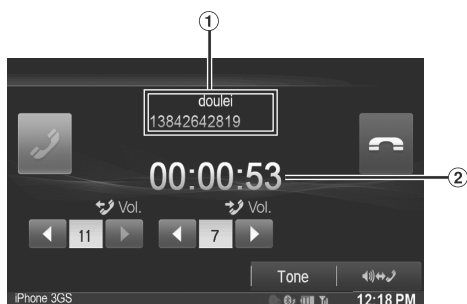 1
doulei
13842642819
00:00:53
2
Vol. Vol.
11 7
Tone
iPhone 3GS 12:18 PM